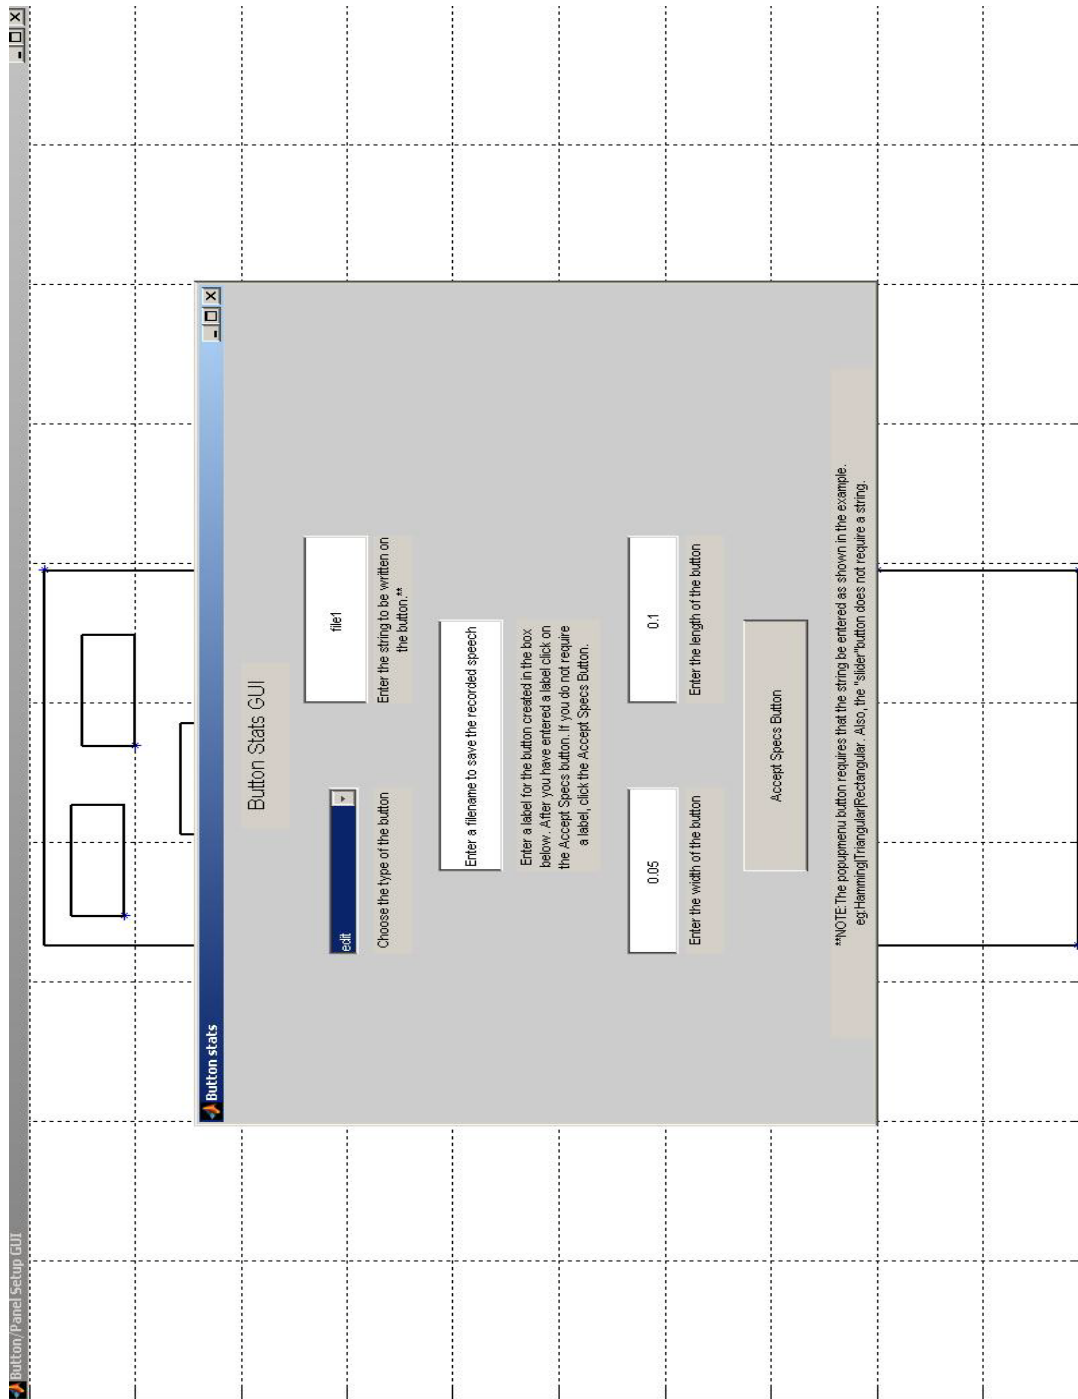 Button/Panel Setup GUI
Button stats
Button Stats GUI
edit
file1
Choose the type of the button
Enter the string to be written on
the button.**
Enter a filename to save the recorded speech
Enter a label for the button created in the box
below. After you have entered a label click on
the Accept Specs button. If you do not require
a label, click the Accept Specs Button.
0.05
0.1
Enter the width of the button
Enter the length of the button
Accept Specs Button
**NOTE:The popupmenu button requires that the string be entered as shown in the example.
eg:Hamming|Triangular|Rectangular. Also, the "slider"button does not require a string.